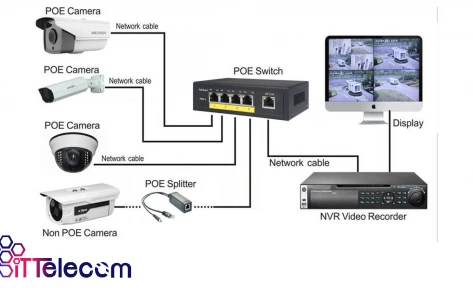 POE Camera
Network cable
POE Camera
Network cable
POE Switch
POE Camera
Network cable
Display
Network cable
POE Splitter
Non POE Camera
NVR Video Recorder
iTTelecom